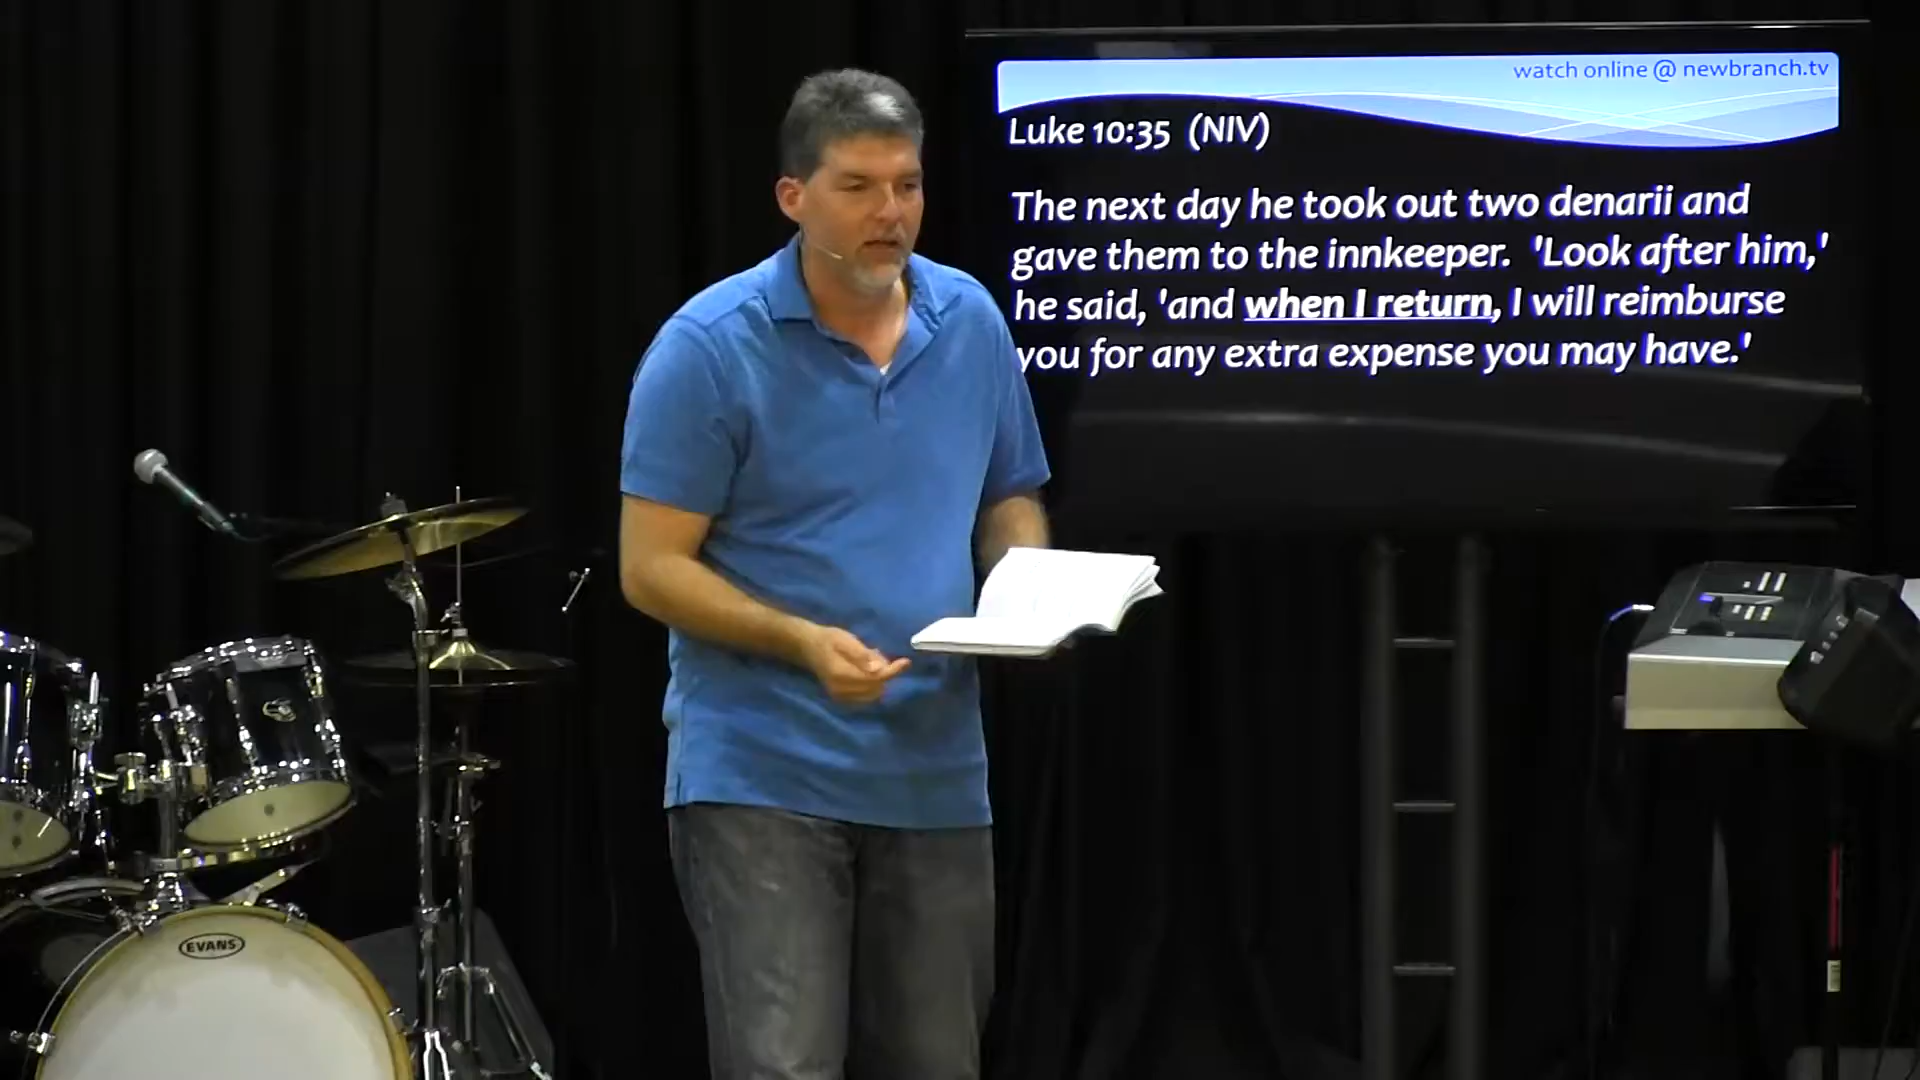 watch online @ newbranch.tv
Luke 10:35 (NIV)
The next day he took out two denarii and
gave them to the innkeeper. 'Look after him,'
he said, 'and when I return, I will reimburse
you for any extra expense you may have.'
EVANS